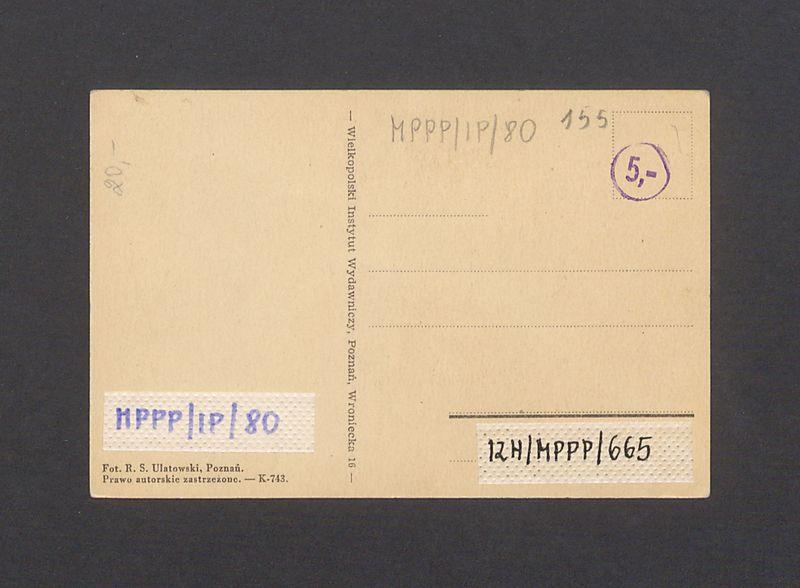 20,-
MPPP/IP/80
155
5,-
— Wielkopolski Instytut Wydawniczy, Poznań, Wroniecka 16 —
MPPP/IP/80
12H/MPPP/665
Fot. R. S. Ulatowski, Poznań.
Prawo autorskie zastrzeżone. — K-743.